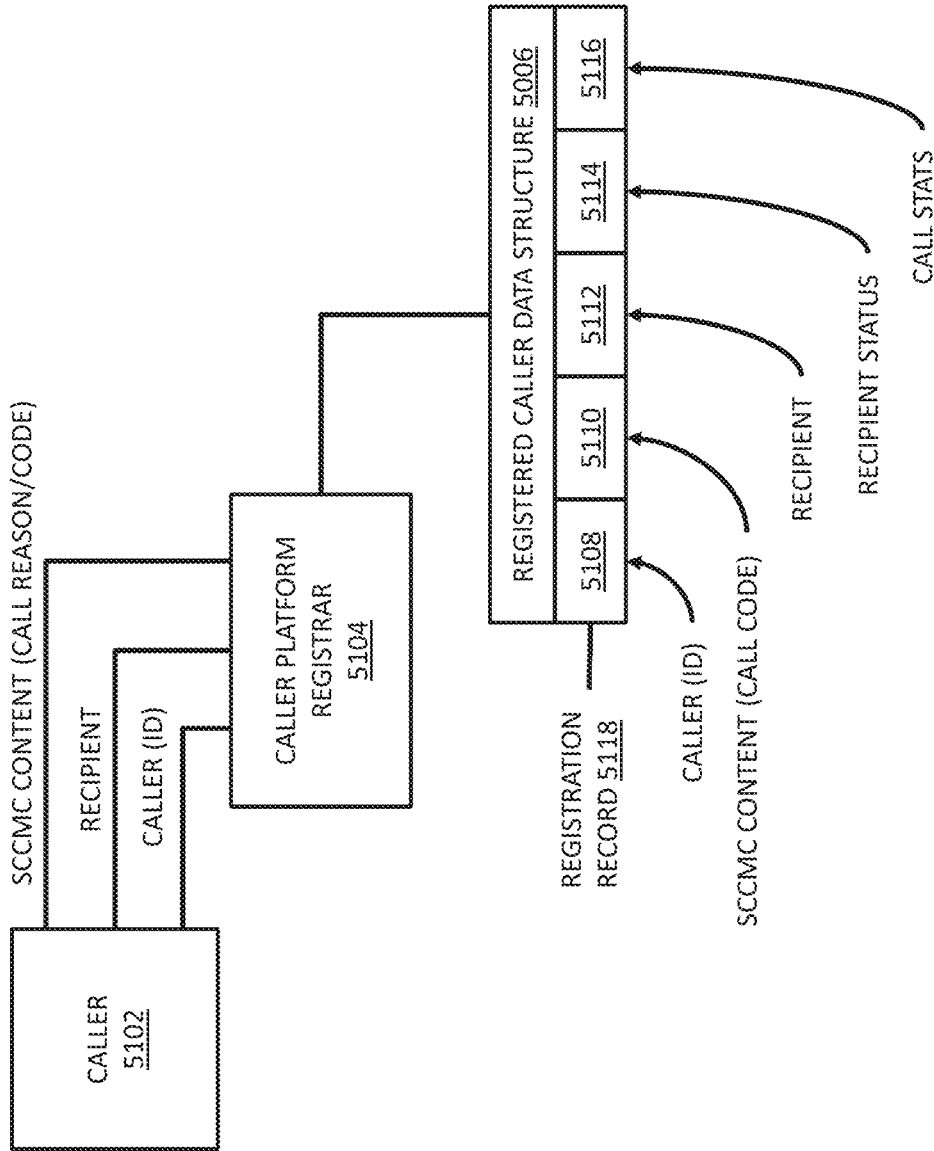 CALLER
5102
SCCMC CONTENT (CALL REASON/CODE)
RECIPIENT
CALLER (ID)
CALLER PLATFORM
REGISTRAR
5104
REGISTERED CALLER DATA STRUCTURE 5006
5108
5110
5112
5114
5116
REGISTRATION
RECORD 5118
CALLER (ID)
SCCMC CONTENT (CALL CODE)
RECIPIENT
RECIPIENT STATUS
CALL STATS